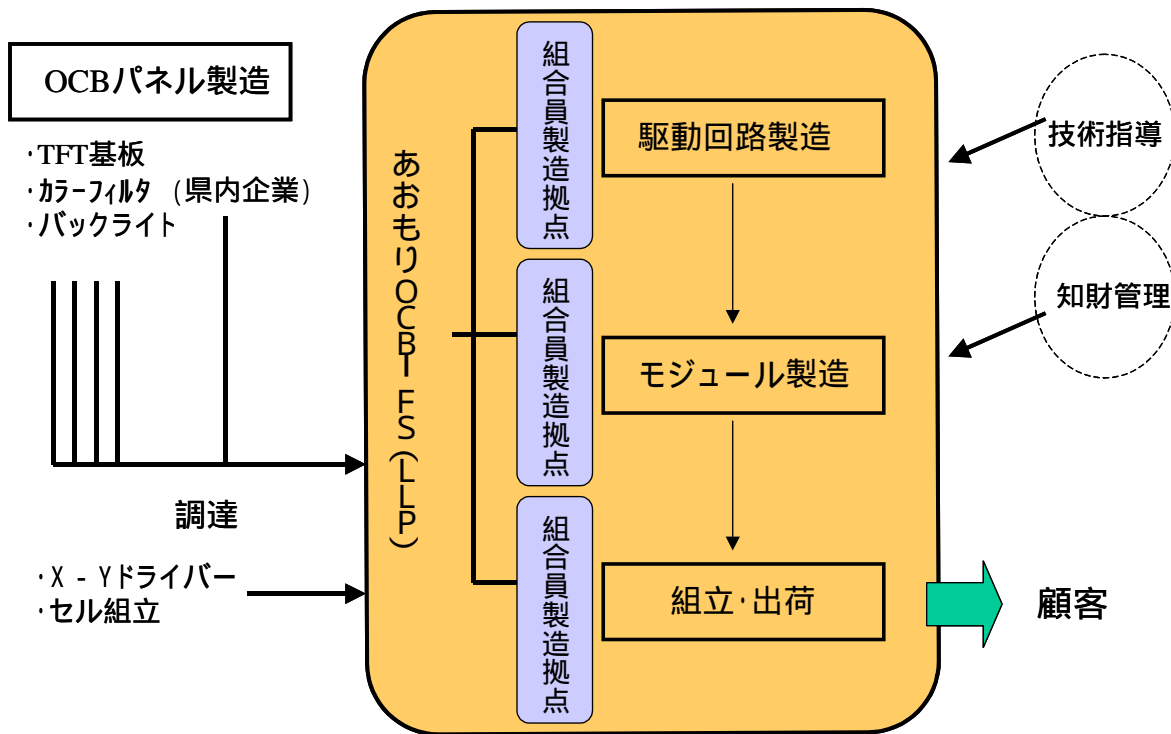 OCBパネル製造
・TFT基板
・カラーフィルタ (県内企業)
・バックライト
調達
・X - Yドライバー
・セル組立
あおもりOCBIFS(LLP)
組合員製造拠点
組合員製造拠点
組合員製造拠点
駆動回路製造
モジュール製造
組立・出荷
技術指導
知財管理
顧客